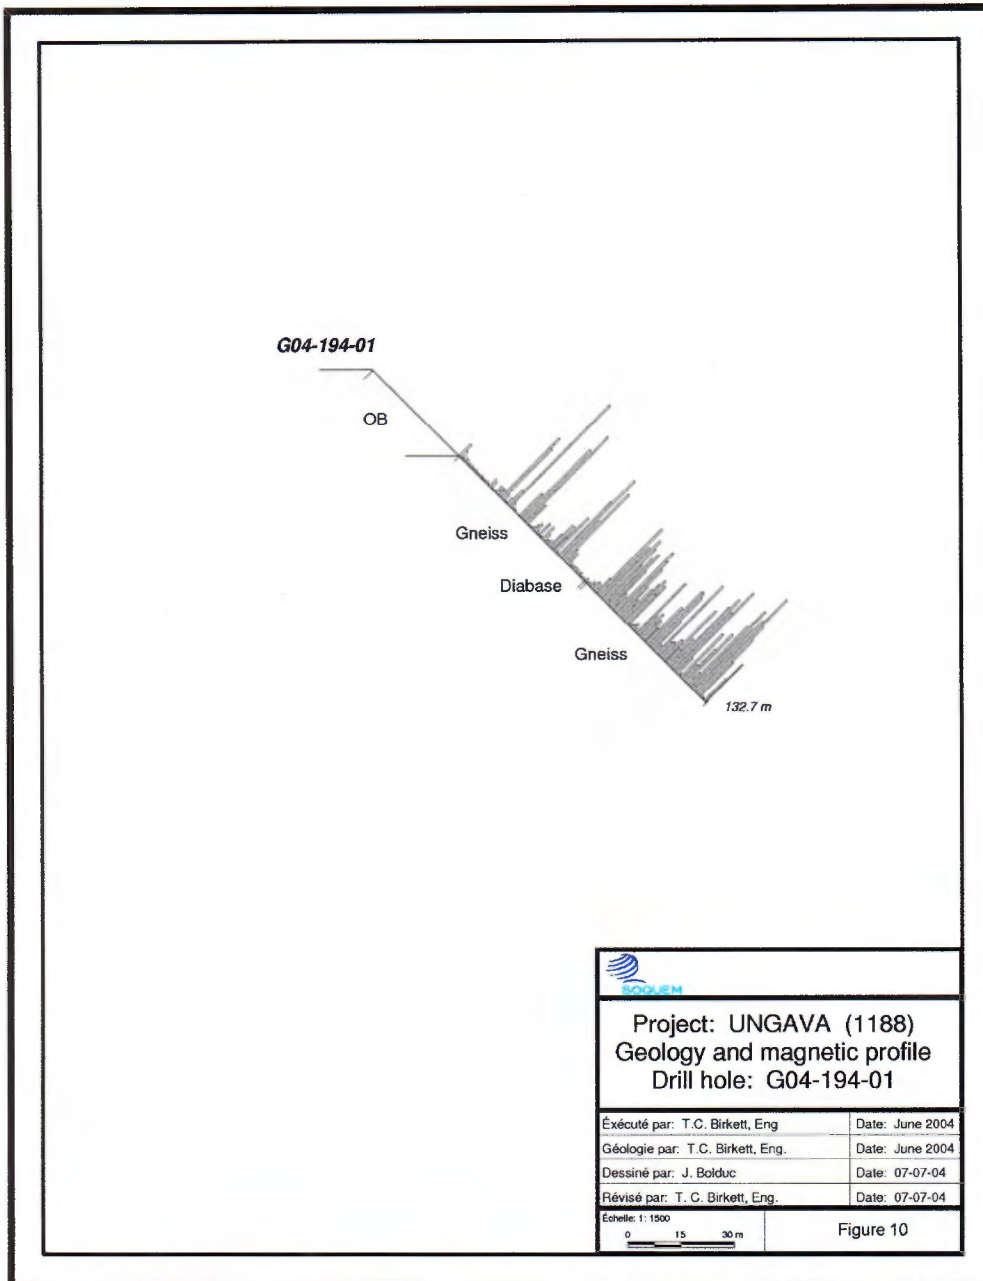 G04-194-01
OB
Gneiss
Diabase
Gneiss
132.7 m
SOQUEM
Project: UNGAVA (1188)
Geology and magnetic profile
Drill hole: G04-194-01
Éxécuté par: T.C. Birkett, Eng Date: June 2004
Géologie par: T.C. Birkett, Eng. Date: June 2004
Dessiné par: J. Bolduc Date: 07-07-04
Révisé par: T. C. Birkett, Eng. Date: 07-07-04
Échelle: 1: 1500
0 15 30 m
Figure 10